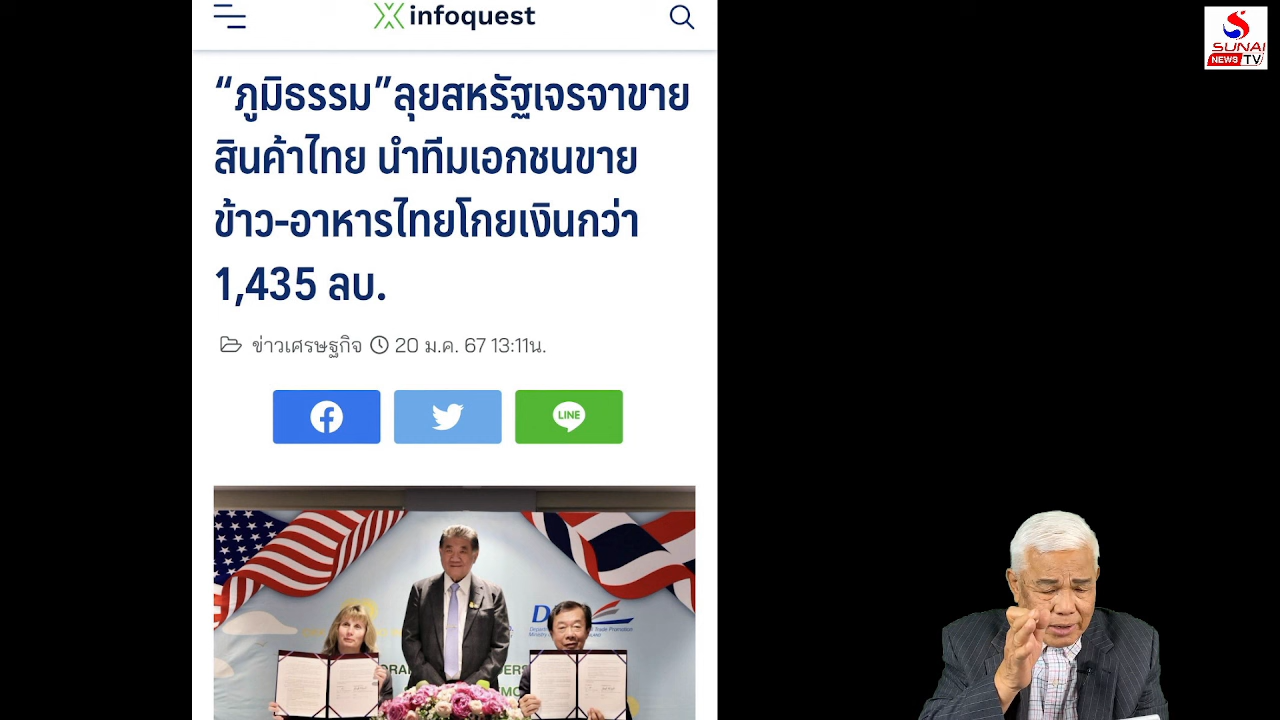 infoquest
SUNAI
NEWS TV
“ภูมิธรรม”ลุยสหรัฐเจรจาขาย
สินค้าไทย นำทีมเอกชนขาย
ข้าว-อาหารไทยโกยเงินกว่า
1,435 ลบ.
ข่าวเศรษฐกิจ 20 ม.ค. 67 13:11น.
LINE